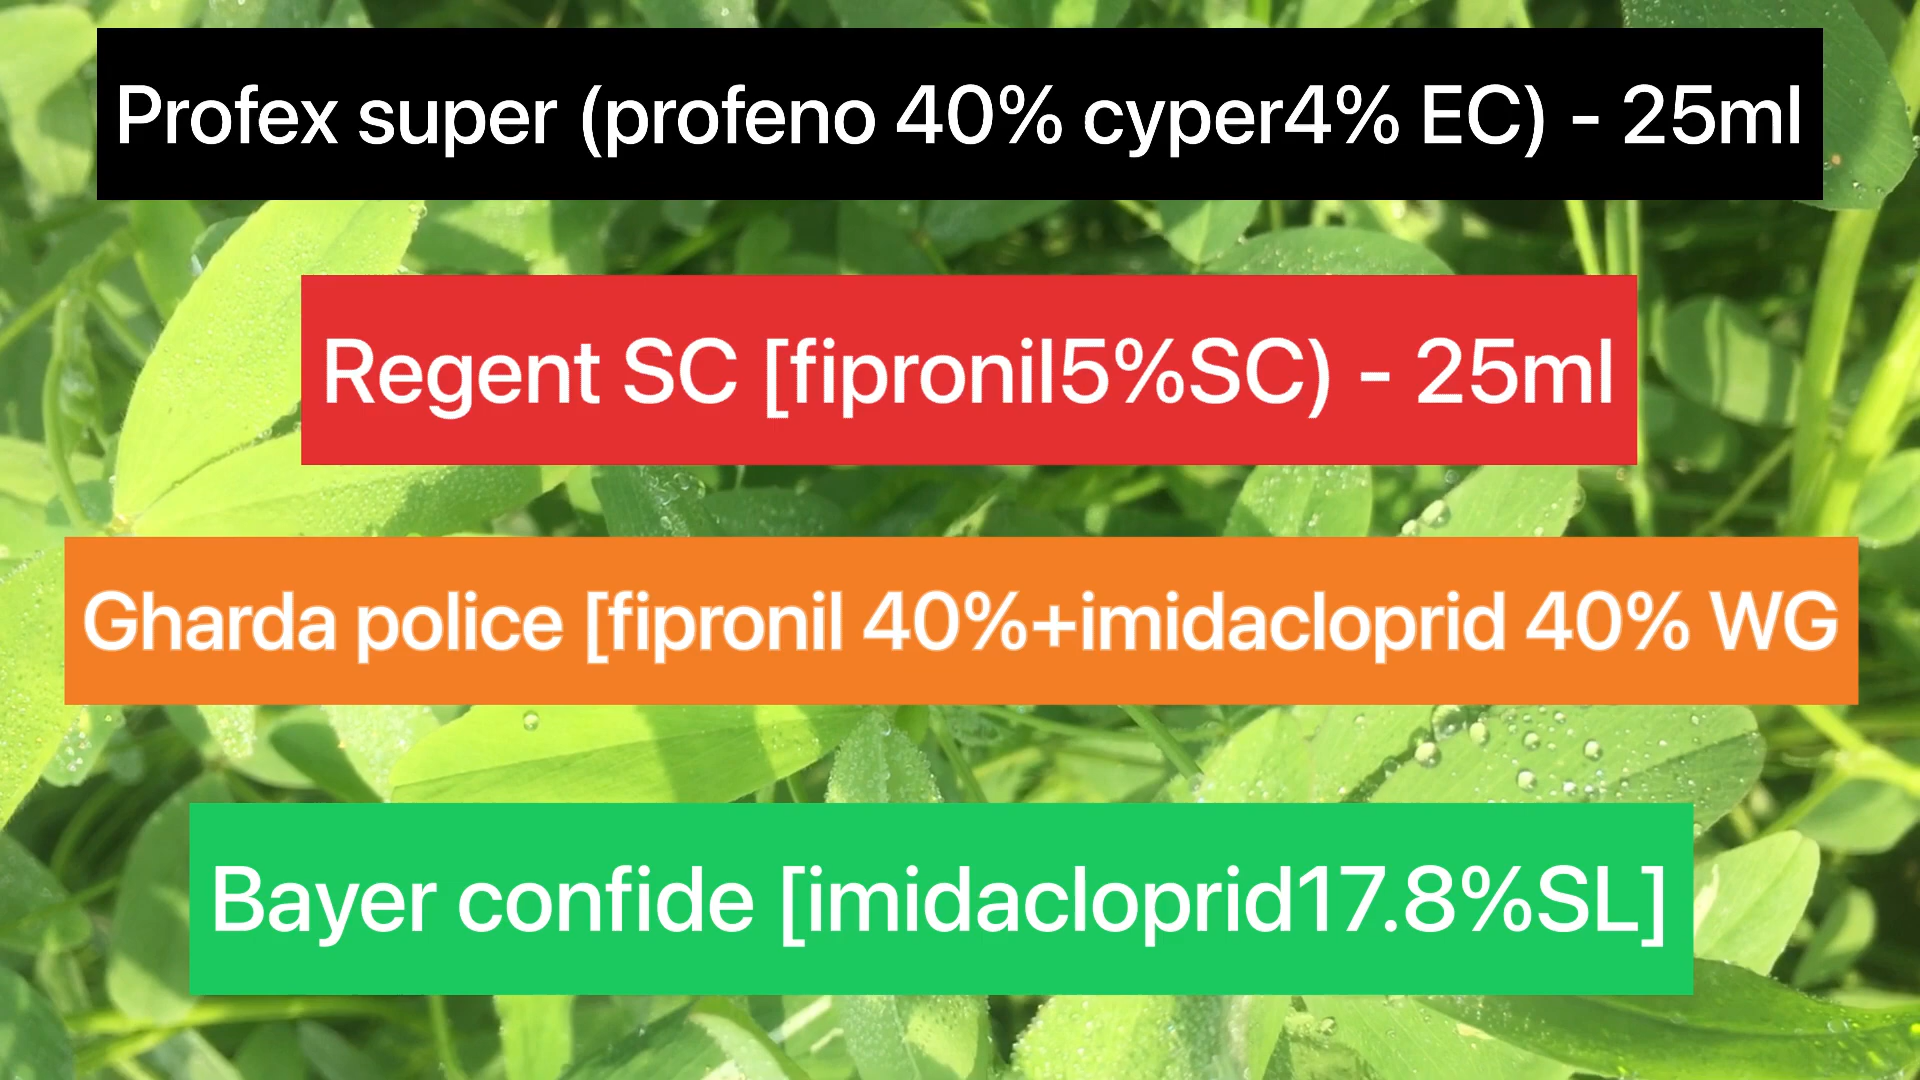 Profex super (profeno 40% cyper4% EC) - 25ml
Regent SC [fipronil5%SC) - 25ml
Gharda police [fipronil 40%+imidacloprid 40% WG
Bayer confide [imidacloprid17.8%SL]